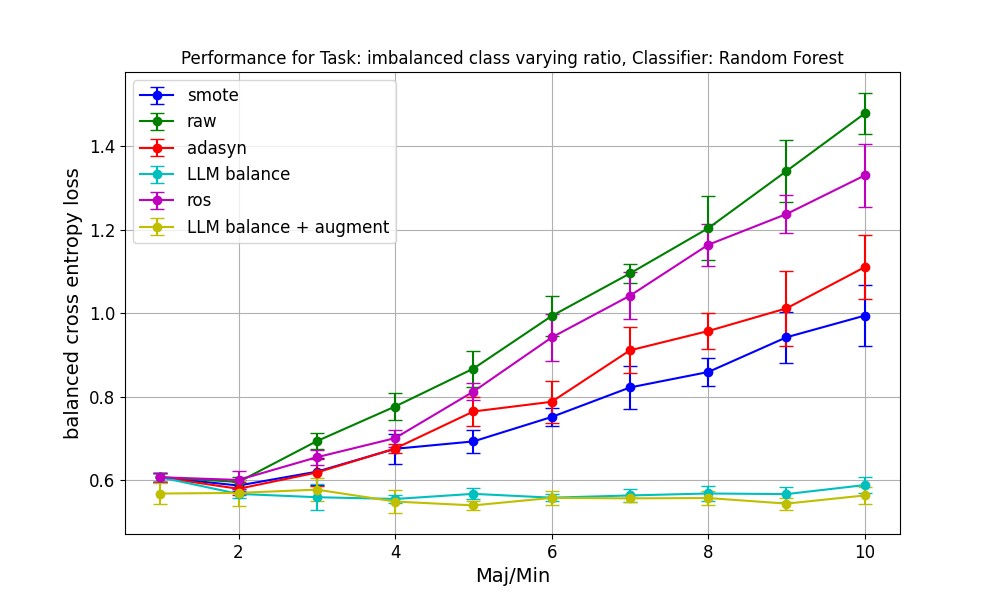 Performance for Task: imbalanced class varying ratio, Classifier: Random Forest
smote
raw
adasyn
LLM balance
ros
LLM balance + augment
balanced cross entropy loss
1.4
1.2
1.0
0.8
0.6
2
4
6
8
10
Maj/Min